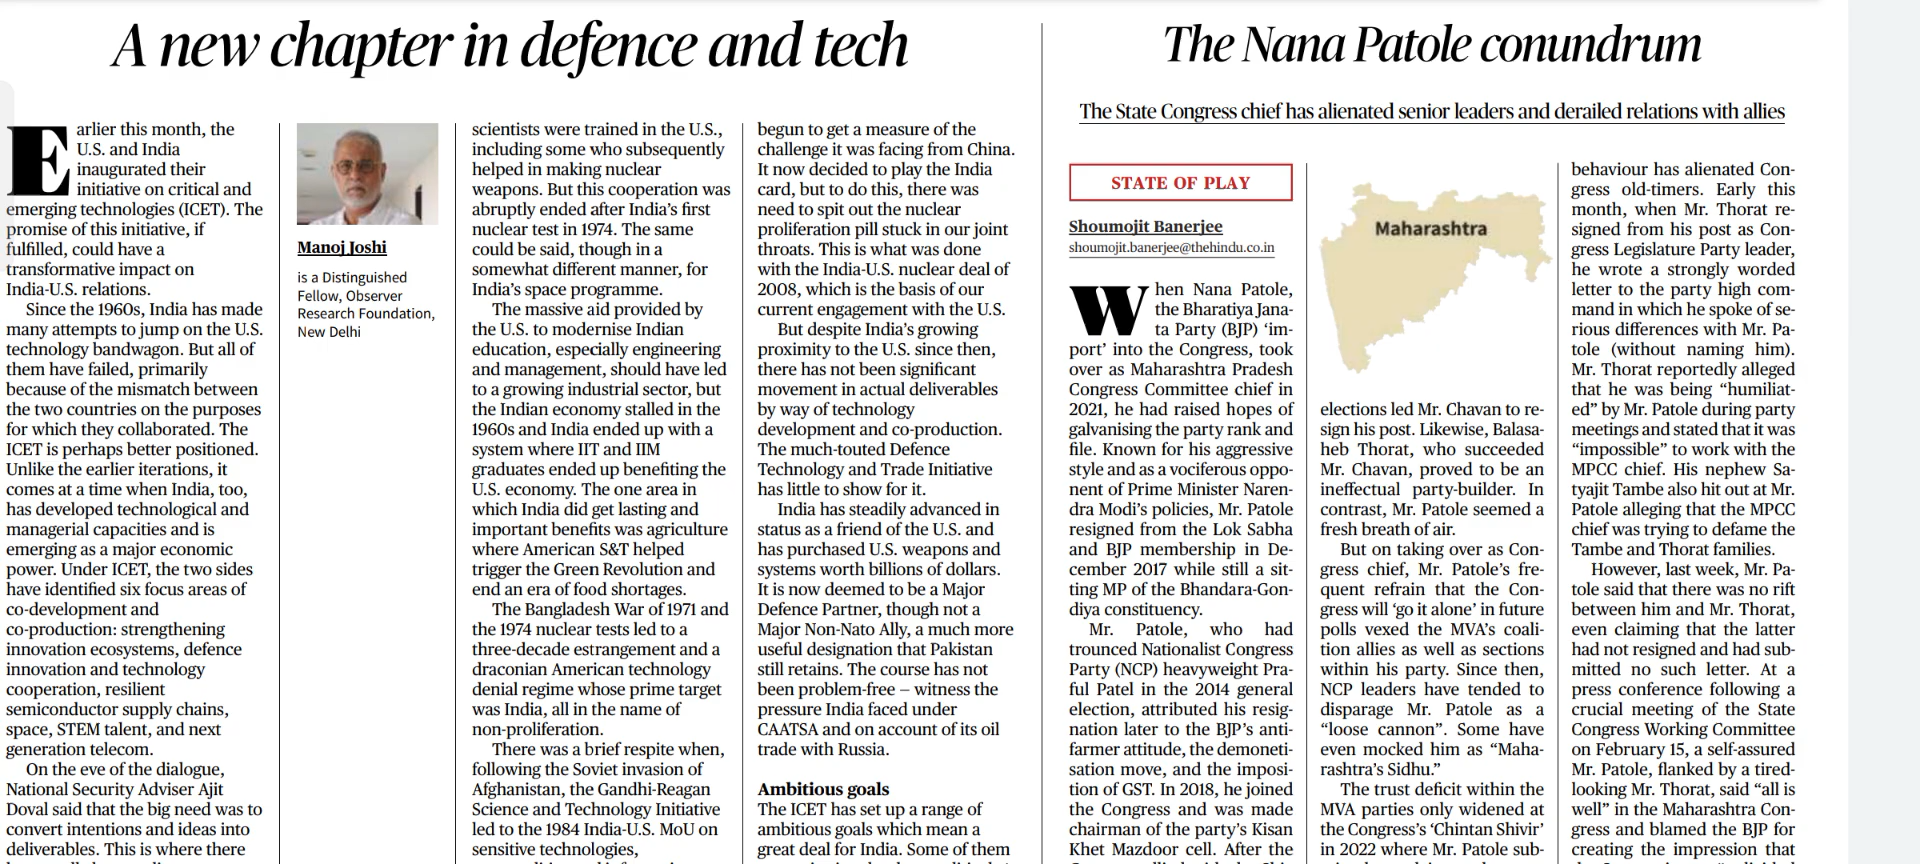 A new chapter in defence and tech
Earlier this month, the
U.S. and India
inaugurated their
initiative on critical and
emerging technologies (ICET). The
promise of this initiative, if
fulfilled, could have a
transformative impact on
India-U.S. relations.
Since the 1960s, India has made
many attempts to jump on the U.S.
technology bandwagon. But all of
them have failed, primarily
because of the mismatch between
the two countries on the purposes
for which they collaborated. The
ICET is perhaps better positioned.
Unlike the earlier iterations, it
comes at a time when India, too,
has developed technological and
managerial capacities and is
emerging as a major economic
power. Under ICET, the two sides
have identified six focus areas of
co-development and
co-production: strengthening
innovation ecosystems, defence
innovation and technology
cooperation, resilient
semiconductor supply chains,
space, STEM talent, and next
generation telecom.
On the eve of the dialogue,
National Security Adviser Ajit
Doval said that the big need was to
convert intentions and ideas into
deliverables. This is where there
Manoj Joshi
is a Distinguished
Fellow, Observer
Research Foundation,
New Delhi
scientists were trained in the U.S.,
including some who subsequently
helped in making nuclear
weapons. But this cooperation was
abruptly ended after India's first
nuclear test in 1974. The same
could be said, though in a
somewhat different manner, for
India's space programme.
The massive aid provided by
the U.S. to modernise Indian
education, especially engineering
and management, should have led
to a growing industrial sector, but
the Indian economy stalled in the
1960s and India ended up with a
system where IIT and IIM
graduates ended up benefiting the
U.S. economy. The one area in
which India did get lasting and
important benefits was agriculture
where American S&T helped
trigger the Green Revolution and
end an era of food shortages.
The Bangladesh War of 1971 and
the 1974 nuclear tests led to a
three-decade estrangement and a
draconian American technology
denial regime whose prime target
was India, all in the name of
non-proliferation.
There was a brief respite when,
following the Soviet invasion of
Afghanistan, the Gandhi-Reagan
Science and Technology Initiative
led to the 1984 India-U.S. MoU on
sensitive technologies,
begun to get a measure of the
challenge it was facing from China.
It now decided to play the India
card, but to do this, there was
need to spit out the nuclear
proliferation pill stuck in our joint
throats. This is what was done
with the India-U.S. nuclear deal of
2008, which is the basis of our
current engagement with the U.S.
But despite India's growing
proximity to the U.S. since then,
there has not been significant
movement in actual deliverables
by way of technology
development and co-production.
The much-touted Defence
Technology and Trade Initiative
has little to show for it.
India has steadily advanced in
status as a friend of the U.S. and
has purchased U.S. weapons and
systems worth billions of dollars.
It is now deemed to be a Major
Defence Partner, though not a
Major Non-Nato Ally, a much more
useful designation that Pakistan
still retains. The course has not
been problem-free – witness the
pressure India faced under
CAATSA and on account of its oil
trade with Russia.
Ambitious goals
The ICET has set up a range of
ambitious goals which mean a
great deal for India. Some of them
The Nana Patole conundrum
The State Congress chief has alienated senior leaders and derailed relations with allies
STATE OF PLAY
Shoumojit Banerjee
shoumojit.banerjee@thehindu.co.in
When Nana Patole,
the Bharatiya Jana-
ta Party (BJP) 'im-
port' into the Congress, took
over as Maharashtra Pradesh
Congress Committee chief in
2021, he had raised hopes of
galvanising the party rank and
file. Known for his aggressive
style and as a vociferous oppo-
nent of Prime Minister Naren-
dra Modi's policies, Mr. Patole
resigned from the Lok Sabha
and BJP membership in De-
cember 2017 while still a sit-
ting MP of the Bhandara-Gon-
diya constituency.
Mr. Patole, who had
trounced Nationalist Congress
Party (NCP) heavyweight Pra-
ful Patel in the 2014 general
election, attributed his resig-
nation later to the BJP's anti-
farmer attitude, the demoneti-
sation move, and the imposi-
tion of GST. In 2018, he joined
the Congress and was made
chairman of the party's Kisan
Khet Mazdoor cell. After the
Maharashtra
elections led Mr. Chavan to re-
sign his post. Likewise, Balasa-
heb Thorat, who succeeded
Mr. Chavan, proved to be an
ineffectual party-builder. In
contrast, Mr. Patole seemed a
fresh breath of air.
But on taking over as Con-
gress chief, Mr. Patole's fre-
quent refrain that the Con-
gress will 'go it alone' in future
polls vexed the MVA's coali-
tion allies as well as sections
within his party. Since then,
NCP leaders have tended to
disparage Mr. Patole as a
"loose cannon". Some have
even mocked him as "Maha-
rashtra's Sidhu."
The trust deficit within the
MVA parties only widened at
the Congress's 'Chintan Shivir'
in 2022 where Mr. Patole sub-
behaviour has alienated Con-
gress old-timers. Early this
month, when Mr. Thorat re-
signed from his post as Con-
gress Legislature Party leader,
he wrote a strongly worded
letter to the party high com-
mand in which he spoke of se-
rious differences with Mr. Pa-
tole (without naming him).
Mr. Thorat reportedly alleged
that he was being "humiliat-
ed" by Mr. Patole during party
meetings and stated that it was
"impossible" to work with the
MPCC chief. His nephew Sa-
tyajit Tambe also hit out at Mr.
Patole alleging that the MPCC
chief was trying to defame the
Tambe and Thorat families.
However, last week, Mr. Pa-
tole said that there was no rift
between him and Mr. Thorat,
even claiming that the latter
had not resigned and had sub-
mitted no such letter. At a
press conference following a
crucial meeting of the State
Congress Working Committee
on February 15, a self-assured
Mr. Patole, flanked by a tired-
looking Mr. Thorat, said "all is
well" in the Maharashtra Con-
gress and blamed the BJP for
creating the impression that